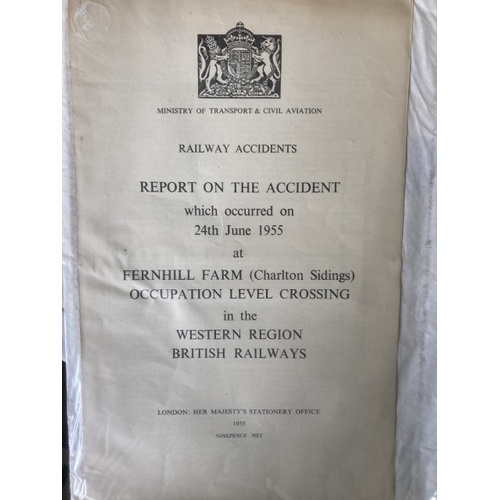 MINISTRY OF TRANSPORT & CIVIL AVIATION
RAILWAY ACCIDENTS
REPORT ON THE ACCIDENT
which occurred on
24th June 1955
at
FERNHILL FARM (Charlton Sidings)
OCCUPATION LEVEL CROSSING
in the
WESTERN REGION
BRITISH RAILWAYS
LONDON: HER MAJESTY'S STATIONERY OFFICE
1955
NINEPENCE NET